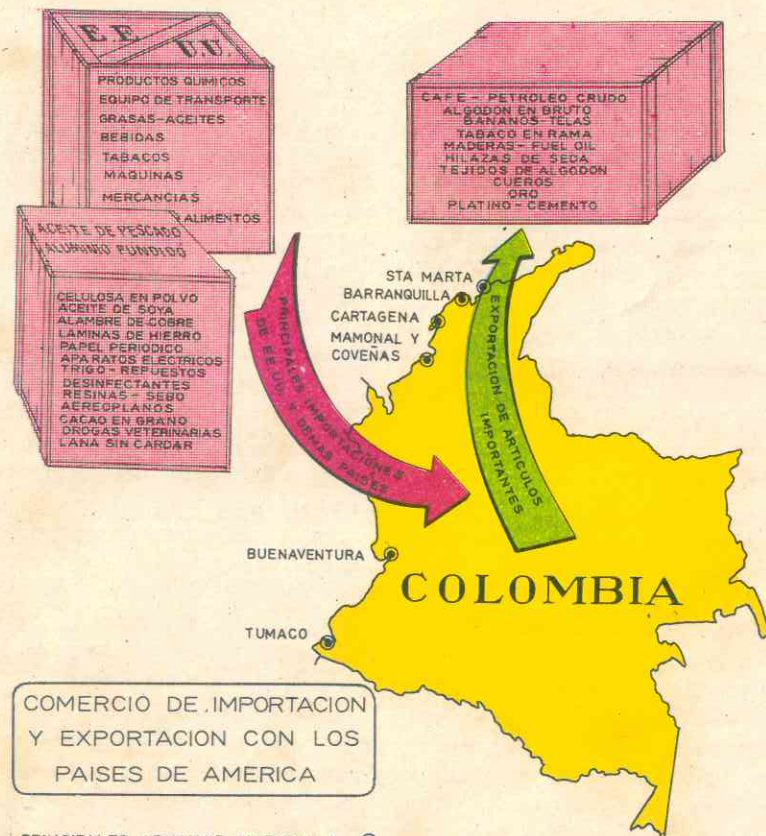 E.E.
U.U.
PRODUCTOS QUIMICOS
EQUIPO DE TRANSPORTE
GRASAS-ACEITES
BEBIDAS
TABACOS
MAQUINAS
MERCANCIAS
ALIMENTOS
ACEITE DE PESCADO
ALUMINIO FUNDIDO
CELULOSA EN POLVO
ACEITE DE SOYA
ALAMBRE DE COBRE
LAMINAS DE HIERRO
PAPEL PERIODICO
APARATOS ELECTRICOS
TRIGO-REPUESTOS
DESINFECTANTES
RESINAS-SEBO
AEREOPLANOS
CACAO EN GRANO
DROGAS VETERINARIAS
LANA SIN CARDAR
CAFE-PETROLEO CRUDO
ALGODON EN BRUTO
BANANOS-TELAS
TABACO EN RAMA
MADERAS-FUEL OIL
HILAZAS DE SEDA
TEJIDOS DE ALGODON
CUEROS
ORO
PLATINO-CEMENTO
PRINCIPALES IMPORTACIONES
DE EE.UU. Y DEMAS PAISES
EXPORTACION DE ARTICULOS
IMPORTANTES
STA MARTA
BARRANQUILLA
CARTAGENA
MAMONAL Y
COVEÑAS
BUENAVENTURA
COLOMBIA
TUMACO
COMERCIO DE IMPORTACION
Y EXPORTACION CON LOS
PAISES DE AMERICA